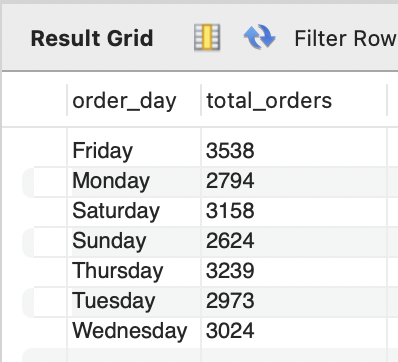 Result Grid Filter Row
order_day total_orders
Friday 3538
Monday 2794
Saturday 3158
Sunday 2624
Thursday 3239
Tuesday 2973
Wednesday 3024